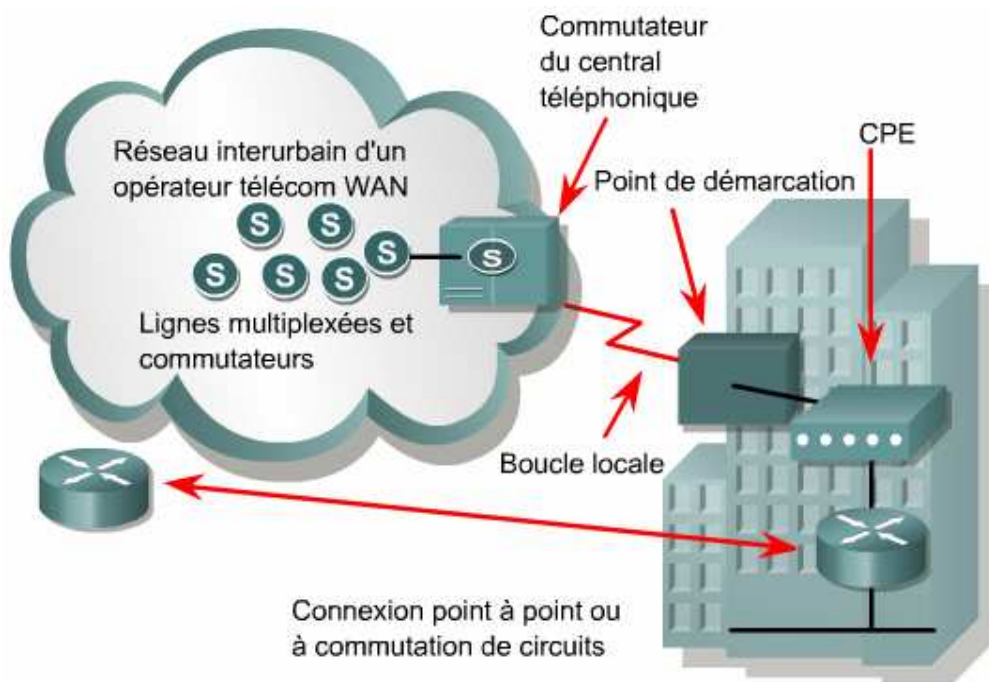 Commutateur
du central
téléphonique
CPE
Réseau interurbain d'un
opérateur télécom WAN
Point de démarcation
S
S
S
S
S
S
S
Lignes multiplexées et
commutateurs
Boucle locale
Connexion point à point ou
à commutation de circuits